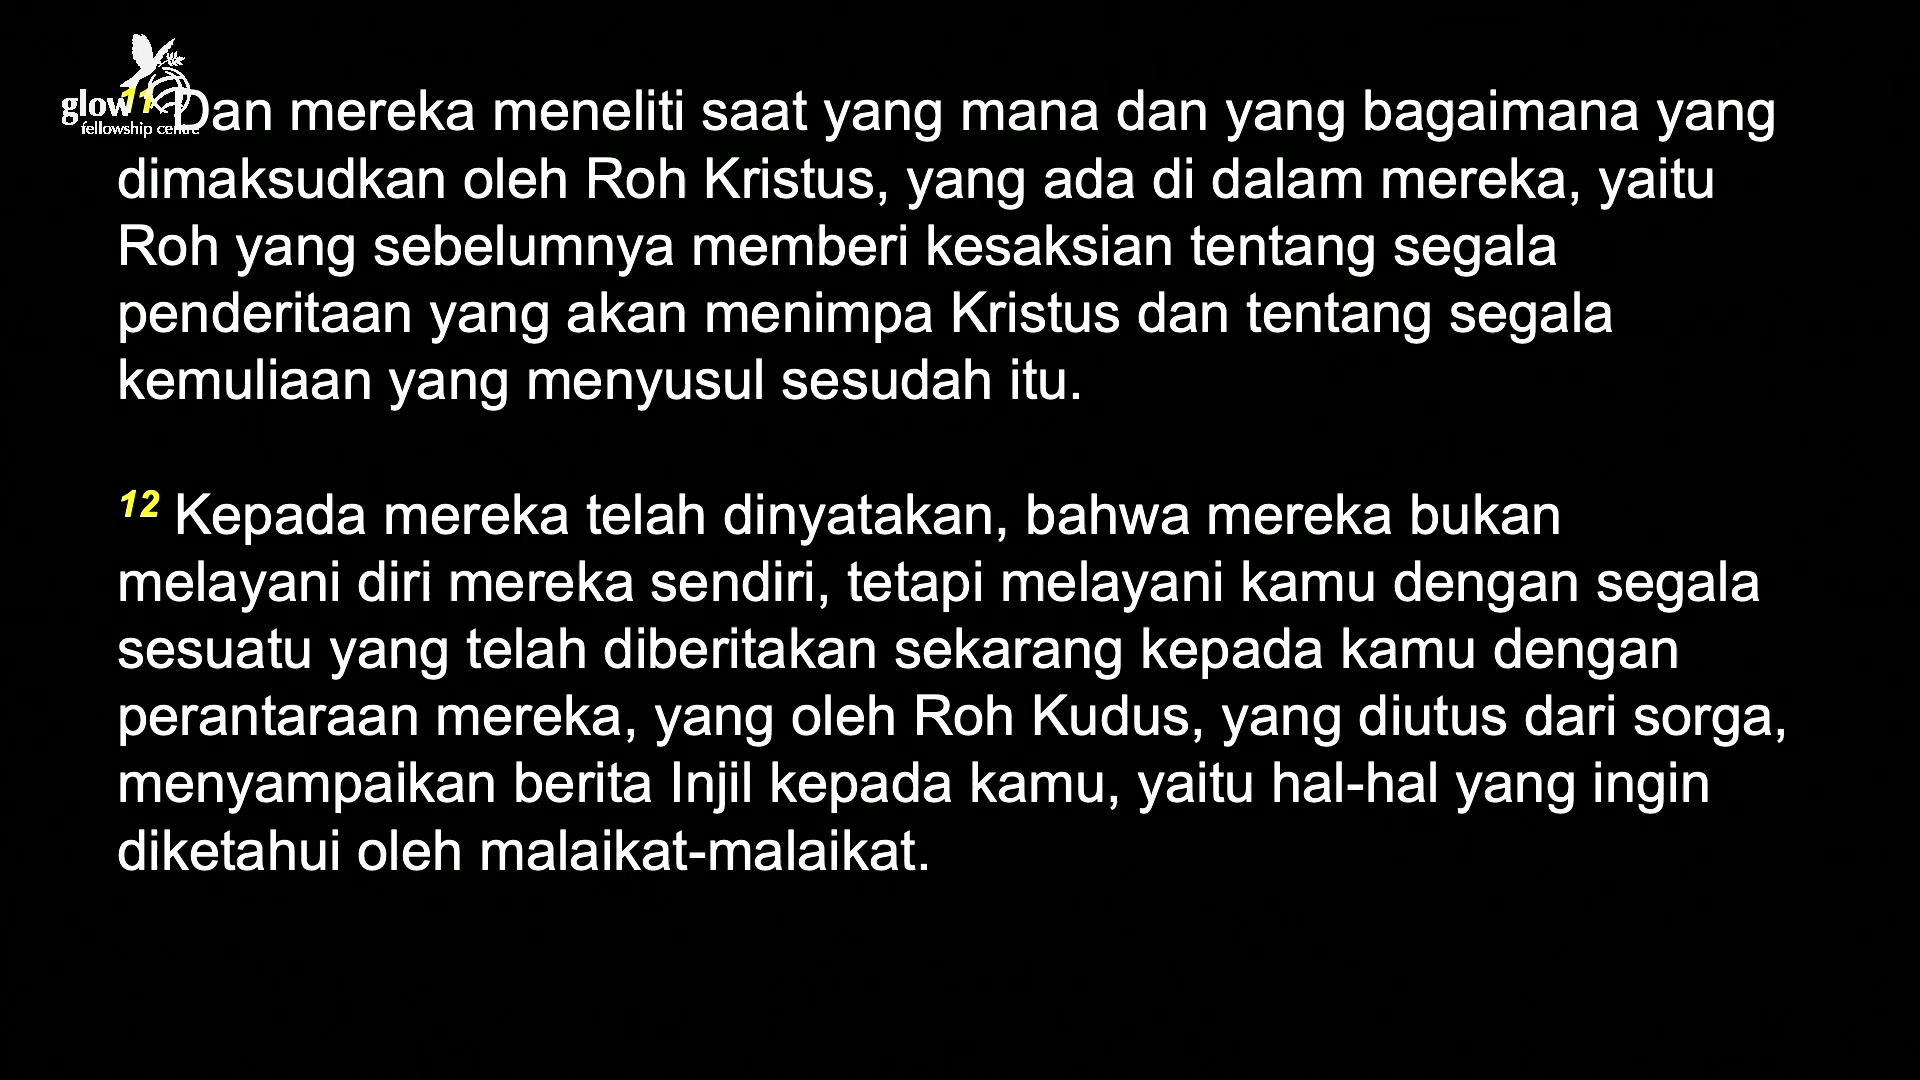 glow
fellowship centre
11 Dan mereka meneliti saat yang mana dan yang bagaimana yang
dimaksudkan oleh Roh Kristus, yang ada di dalam mereka, yaitu
Roh yang sebelumnya memberi kesaksian tentang segala
penderitaan yang akan menimpa Kristus dan tentang segala
kemuliaan yang menyusul sesudah itu.
12 Kepada mereka telah dinyatakan, bahwa mereka bukan
melayani diri mereka sendiri, tetapi melayani kamu dengan segala
sesuatu yang telah diberitakan sekarang kepada kamu dengan
perantaraan mereka, yang oleh Roh Kudus, yang diutus dari sorga,
menyampaikan berita Injil kepada kamu, yaitu hal-hal yang ingin
diketahui oleh malaikat-malaikat.